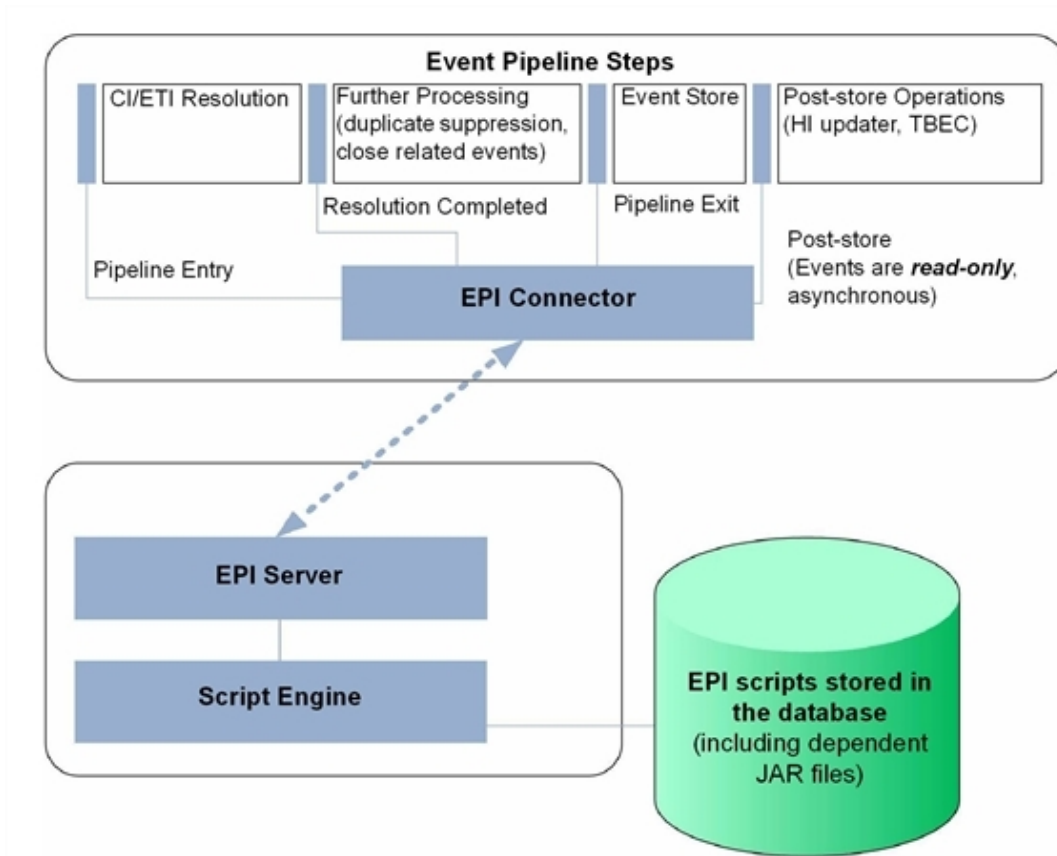 Event Pipeline Steps
CI/ETI Resolution
Further Processing
(duplicate suppression,
close related events)
Event Store
Post-store Operations
(HI updater, TBEC)
Pipeline Entry
Resolution Completed
Pipeline Exit
Post-store
(Events are read-only,
asynchronous)
EPI Connector
EPI Server
Script Engine
EPI scripts stored in
the database
(including dependent
JAR files)